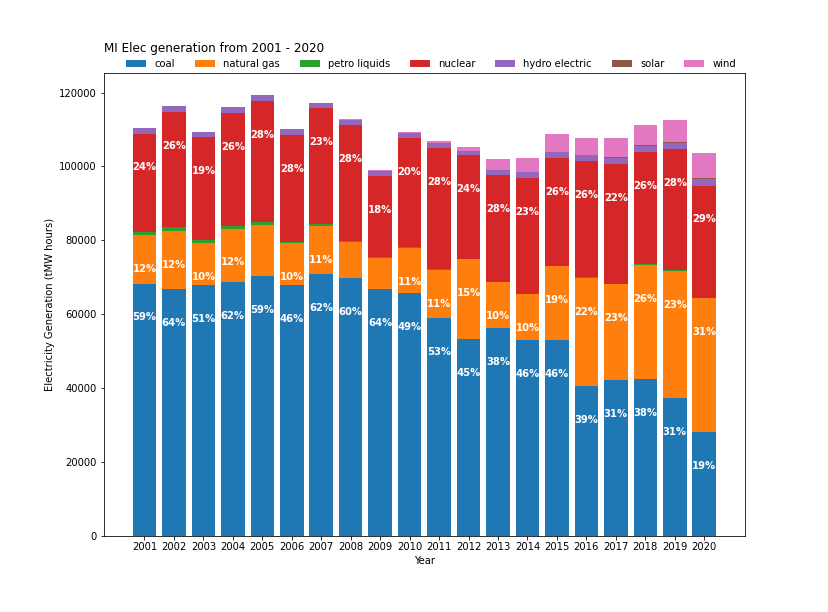 MI Elec generation from 2001 - 2020
coal natural gas petro liquids nuclear hydro electric solar wind
120000
100000
80000
60000
40000
20000
0
Electricity Generation (tMW hours)
24% 26% 19% 26% 28% 28% 23% 28% 18% 20% 28% 24% 28% 23% 26% 26% 22% 26% 28% 29%
12% 12% 10% 12% 10% 11% 11% 11% 15% 10% 10% 19% 22% 23% 26% 23% 31%
59% 64% 51% 62% 59% 46% 62% 60% 64% 49% 53% 45% 38% 46% 46% 39% 31% 38% 31% 19%
2001 2002 2003 2004 2005 2006 2007 2008 2009 2010 2011 2012 2013 2014 2015 2016 2017 2018 2019 2020
Year